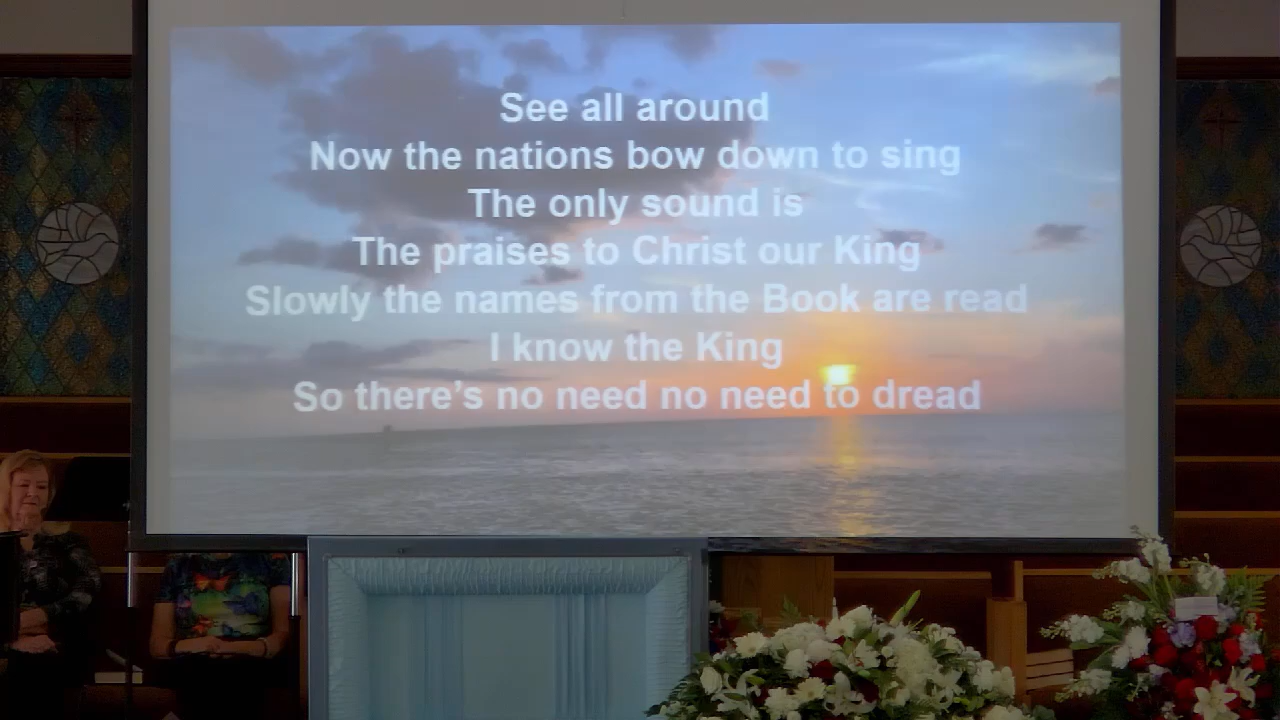 See all around
Now the nations bow down to sing
The only sound is
The praises to Christ our King
Slowly the names from the Book are read
I know the King
So there’s no need no need to dread